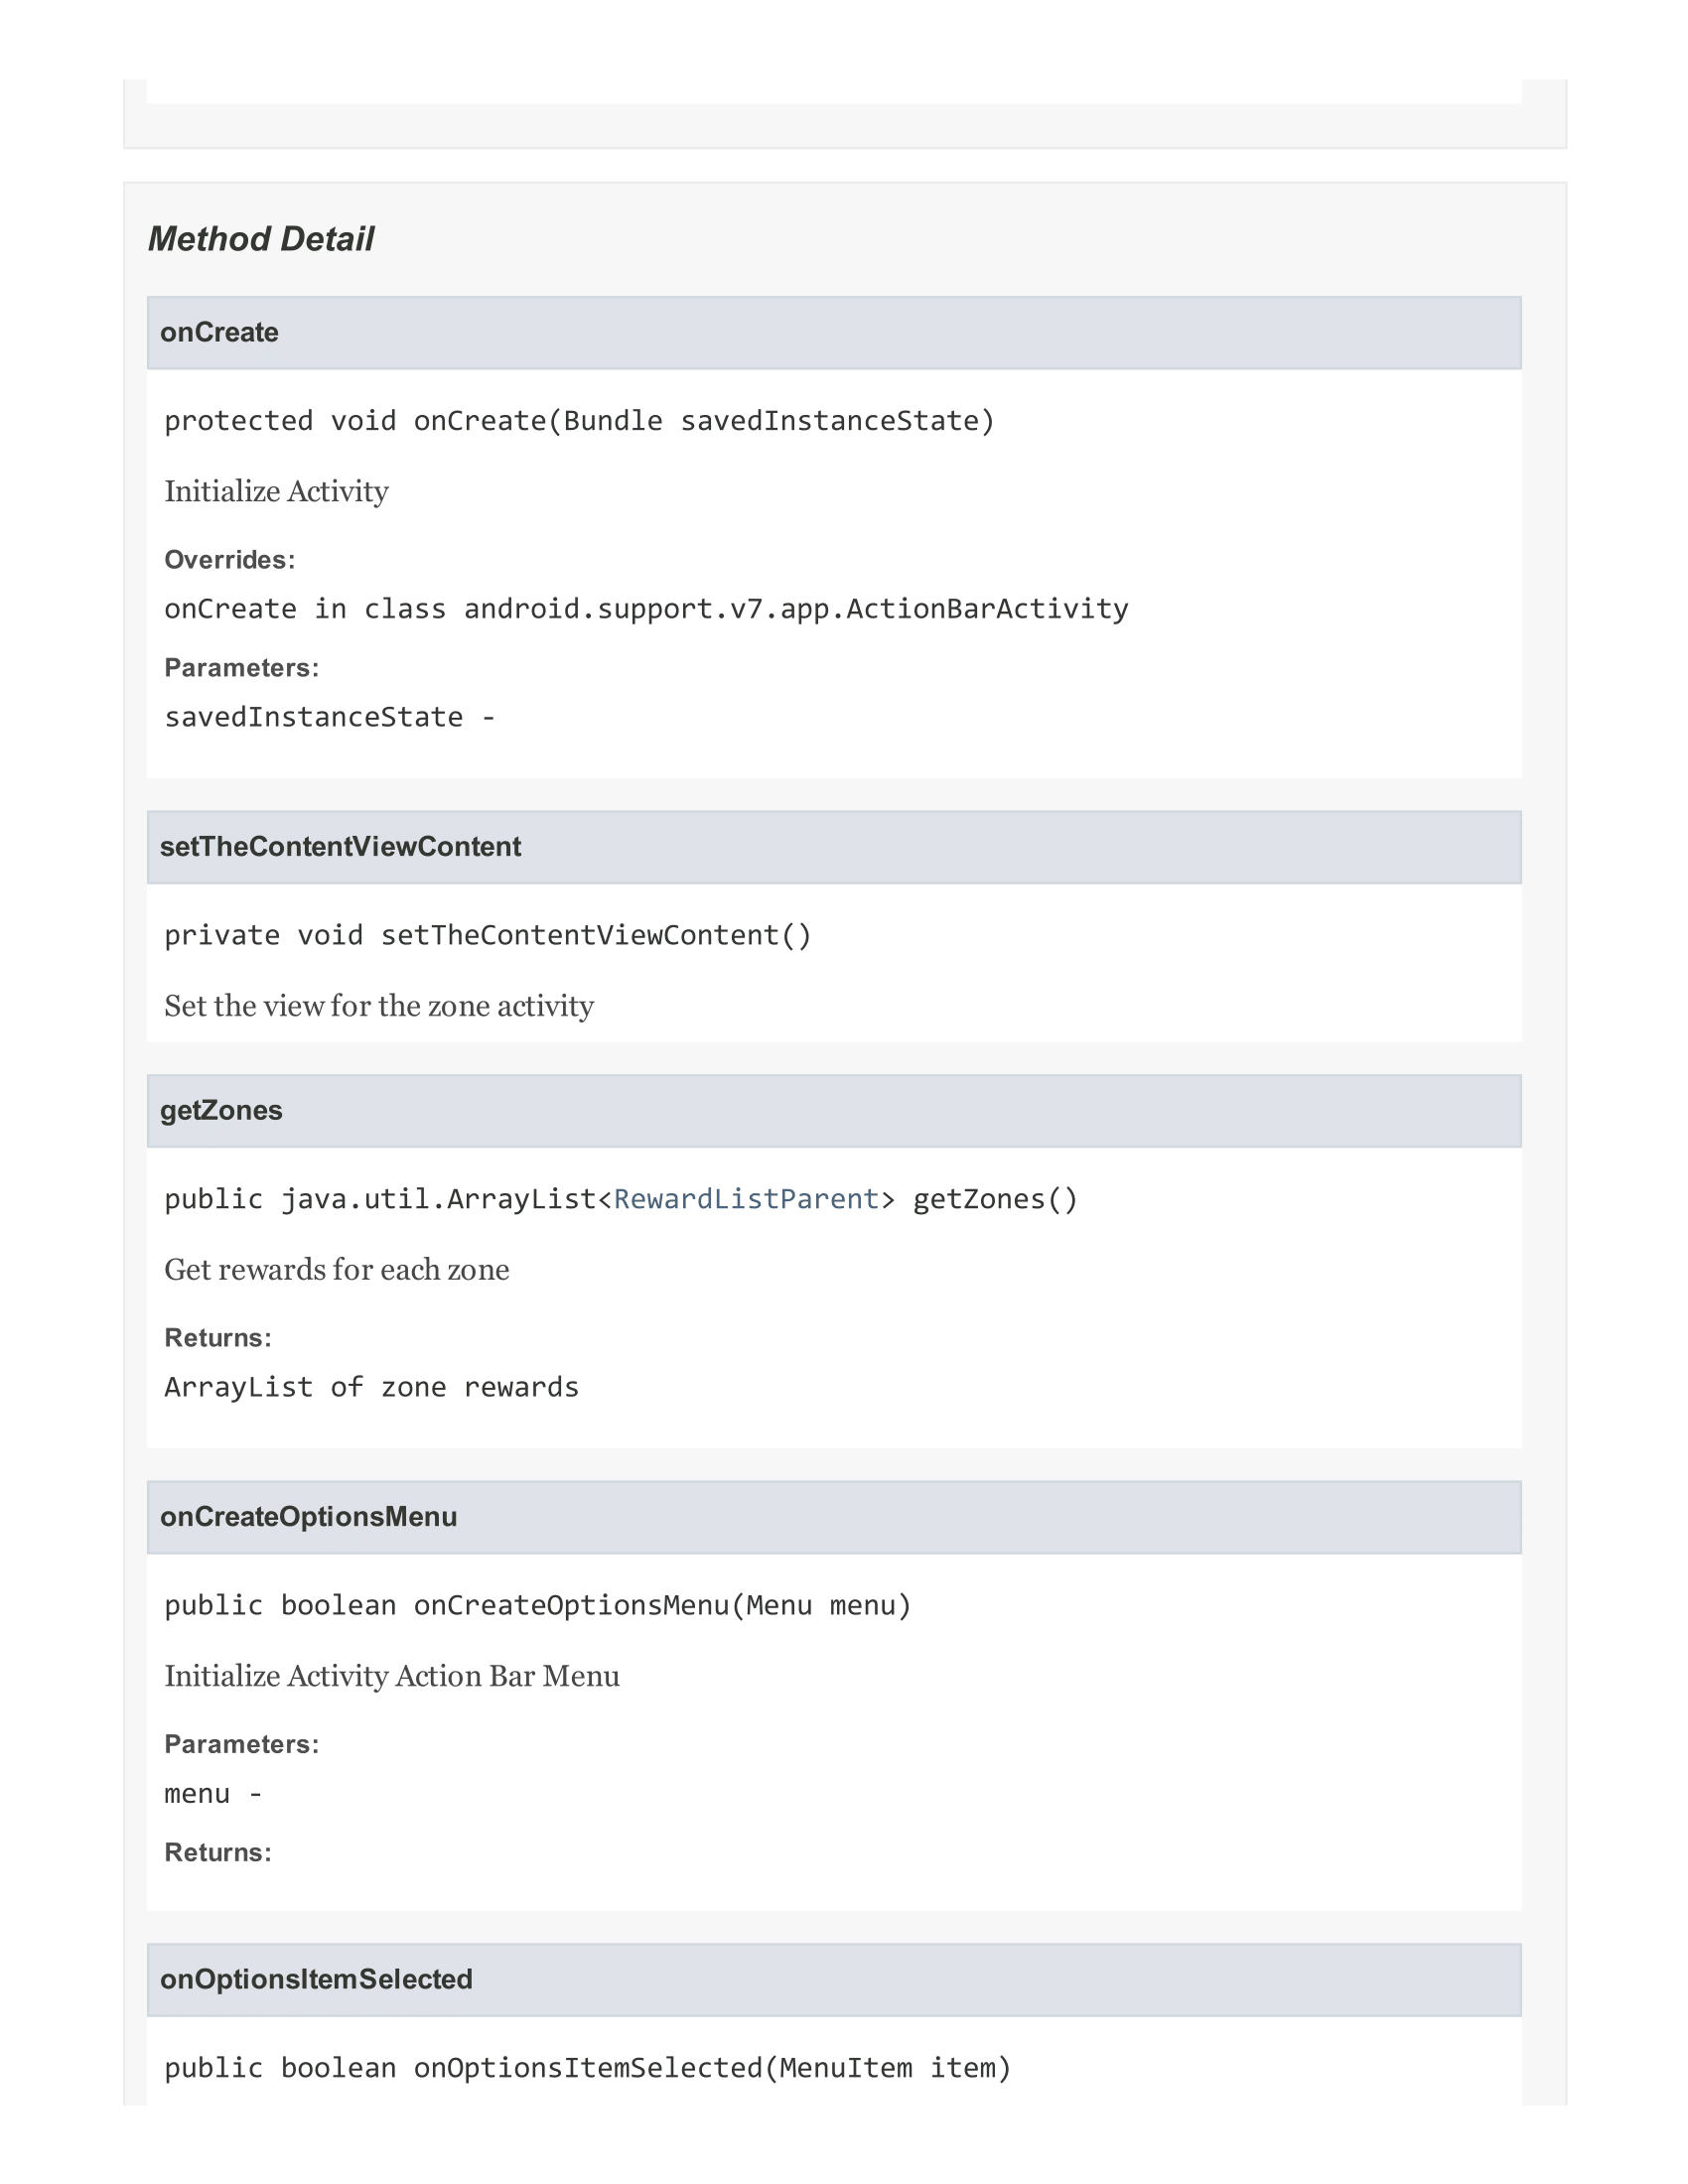 Method Detail
onCreate
protected void onCreate(Bundle savedInstanceState)
Initialize Activity
Overrides:
onCreate in class android.support.v7.app.ActionBarActivity
Parameters:
savedInstanceState -
setTheContentViewContent
private void setTheContentViewContent()
Set the view for the zone activity
getZones
public java.util.ArrayList<RewardListParent> getZones()
Get rewards for each zone
Returns:
ArrayList of zone rewards
onCreateOptionsMenu
public boolean onCreateOptionsMenu(Menu menu)
Initialize Activity Action Bar Menu
Parameters:
menu -
Returns:
onOptionsItemSelected
public boolean onOptionsItemSelected(MenuItem item)